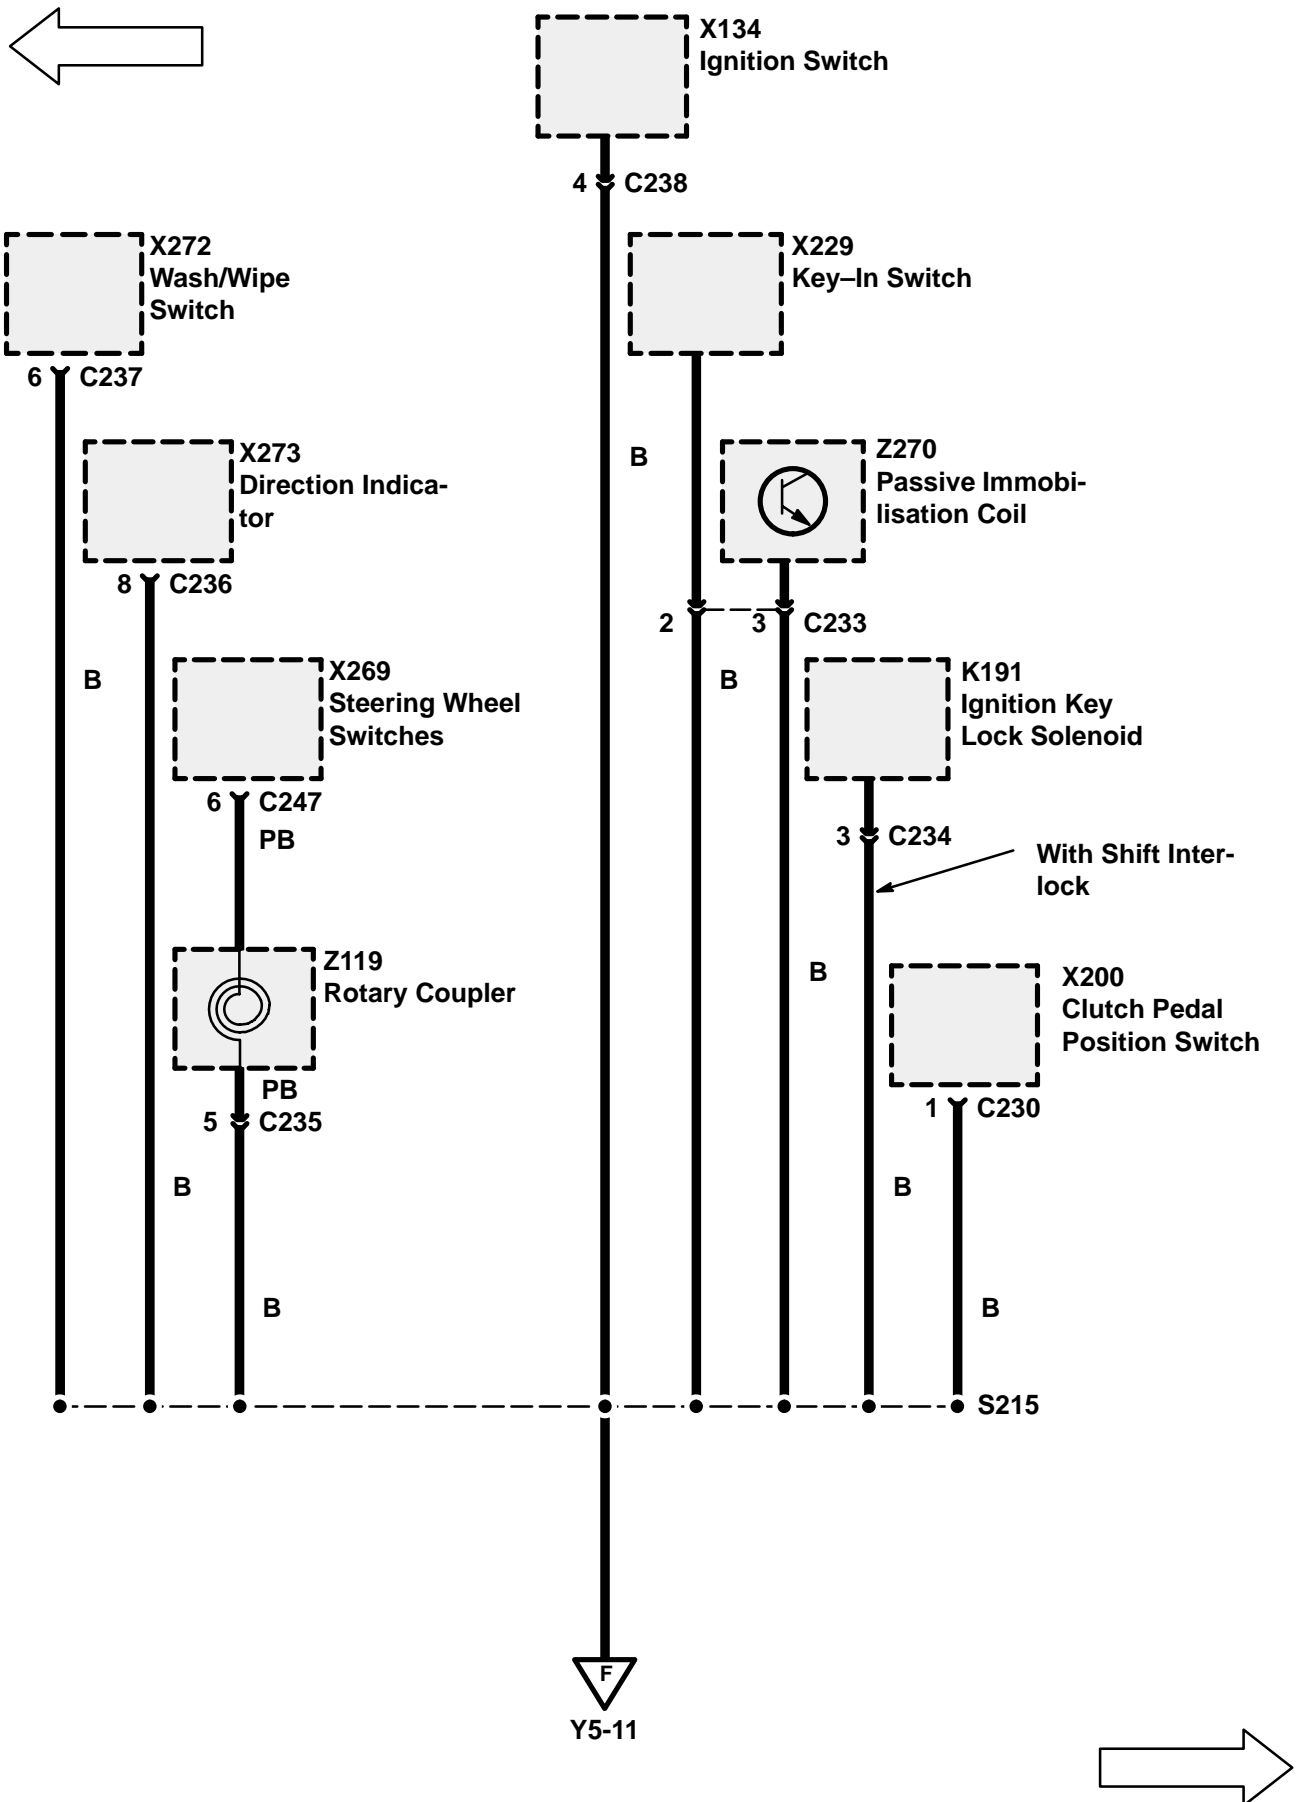 X134
Ignition Switch
4 C238
X272
Wash/Wipe
Switch
6 C237
X229
Key–In Switch
B
X273
Direction Indica-
tor
8 C236
Z270
Passive Immobi-
lisation Coil
2 3 C233
B
X269
Steering Wheel
Switches
6 C247
PB
B
K191
Ignition Key
Lock Solenoid
3 C234
With Shift Inter-
lock
Z119
Rotary Coupler
PB
5 C235
B
X200
Clutch Pedal
Position Switch
1 C230
B
B
B
B
S215
F
Y5-11